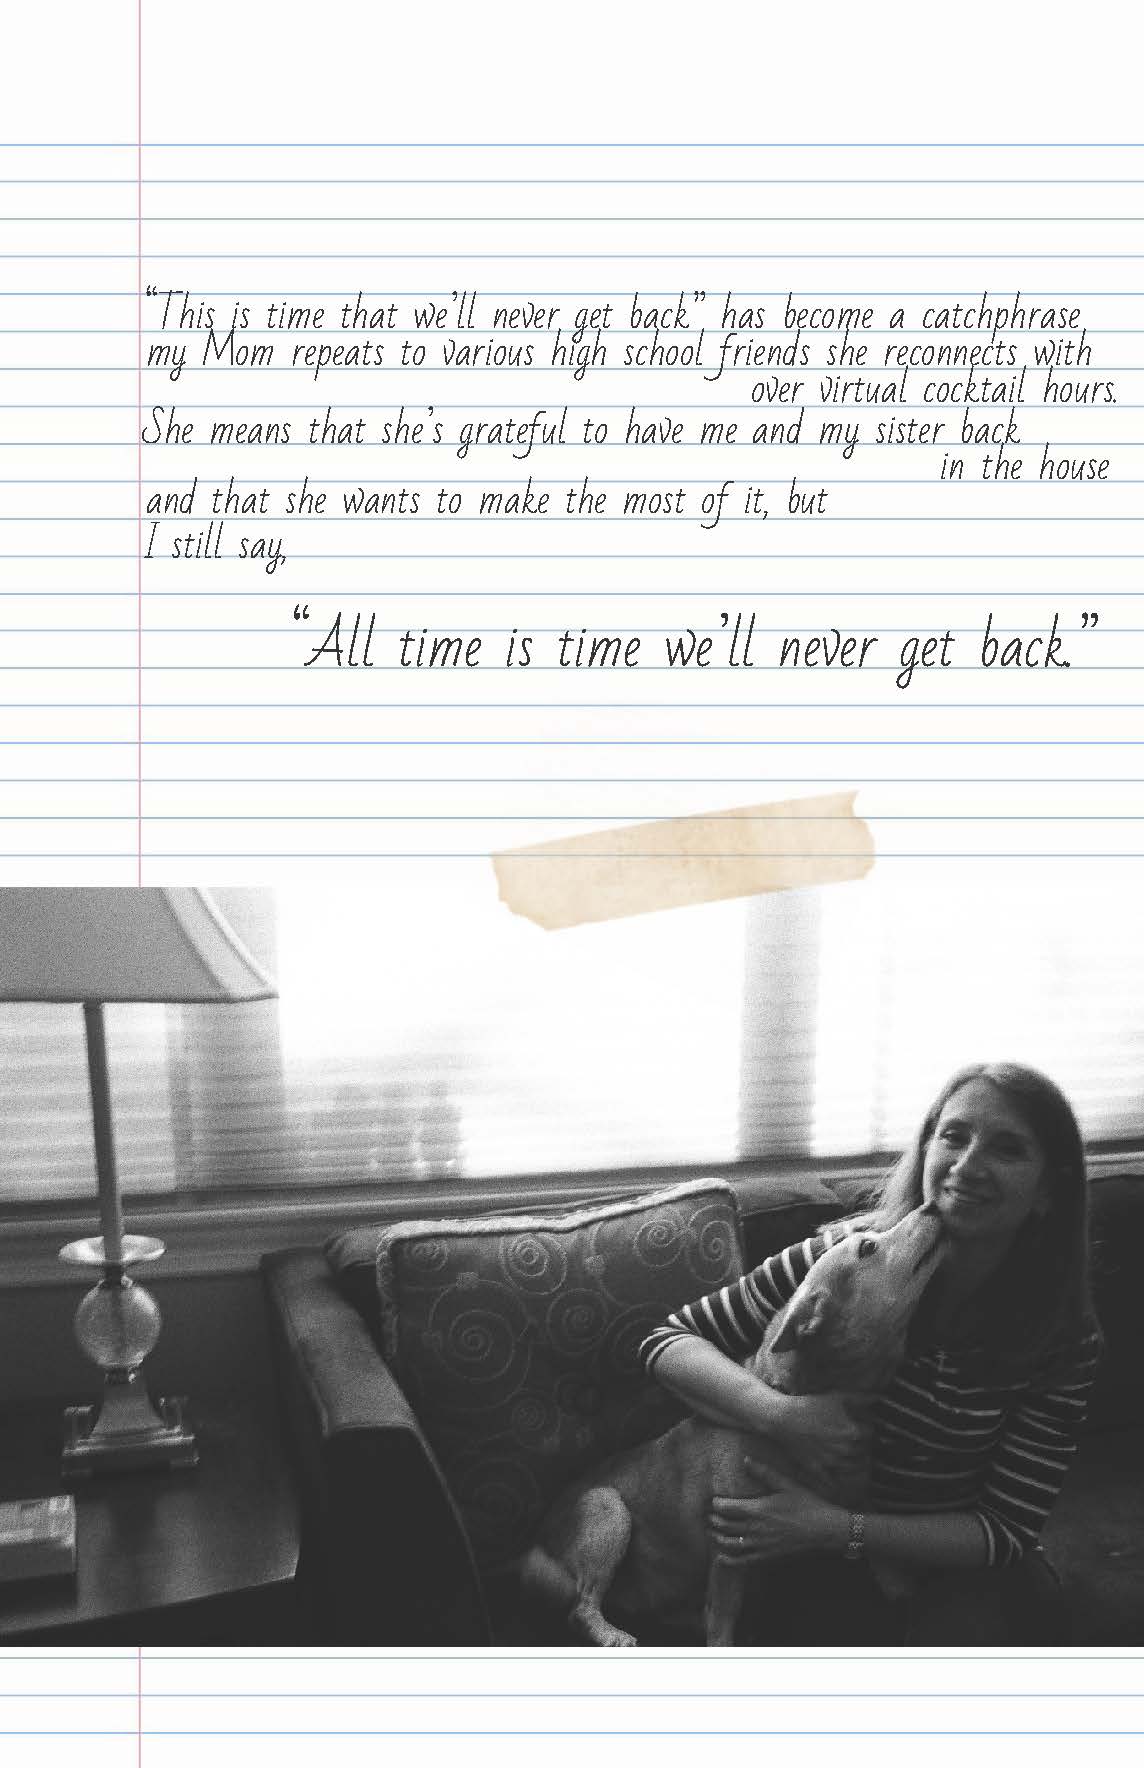 “This is time that we’ll never get back” has become a catchphrase
my Mom repeats to various high school friends she reconnects with
over virtual cocktail hours.
She means that she’s grateful to have me and my sister back
in the house
and that she wants to make the most of it, but
I still say,
“All time is time we’ll never get back.”